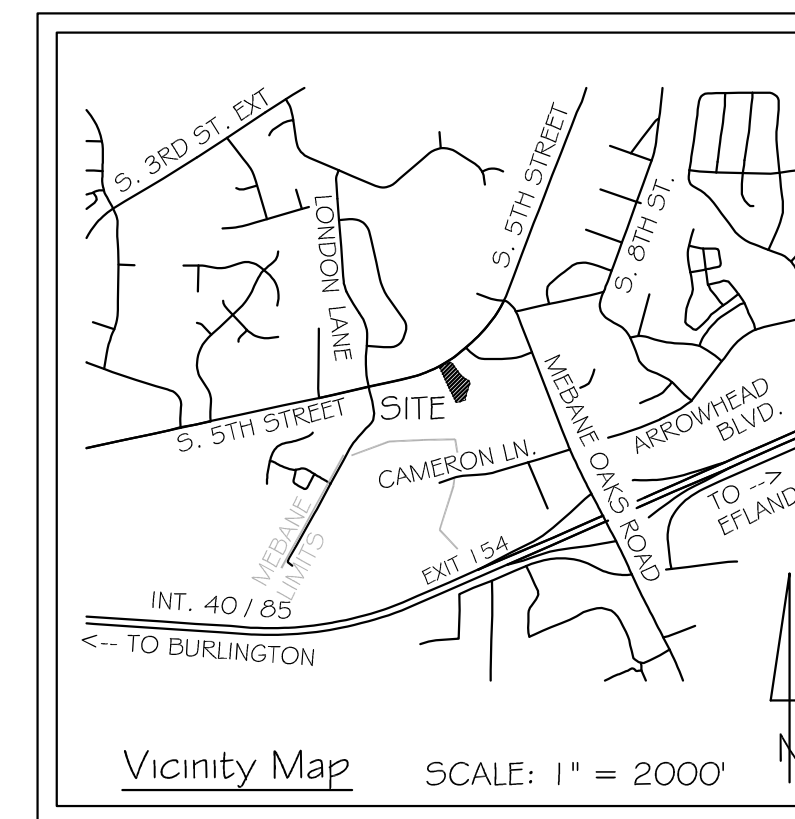 S. 3RD ST. EXT
LONDON LANE
S. 5TH STREET
S. 8TH ST.
S. 5TH STREET
SITE
MEBANE OAKS ROAD
ARROWHEAD
BLVD.
CAMERON LN.
TO -->
EFLAND
MEBANE
LIMITS
EXIT 154
INT. 40 / 85
<-- TO BURLINGTON
N
Vicinity Map
SCALE: 1" = 2000'